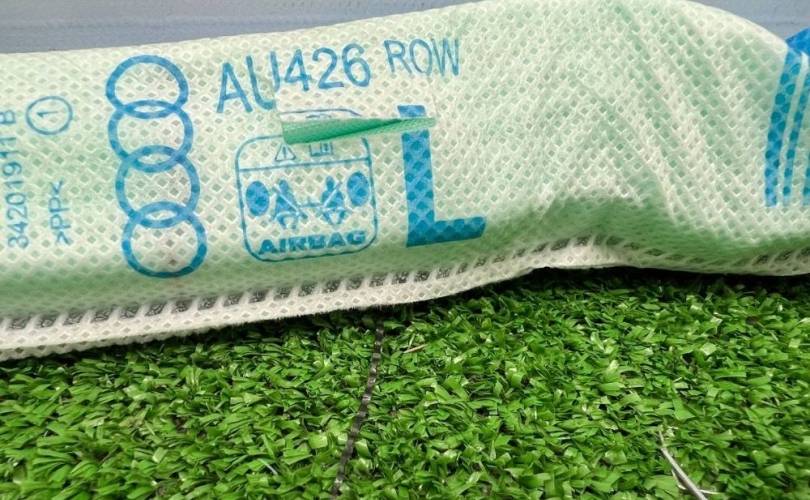 AU426 ROW
L
AIRBAG
34201911 B
1
>PP<